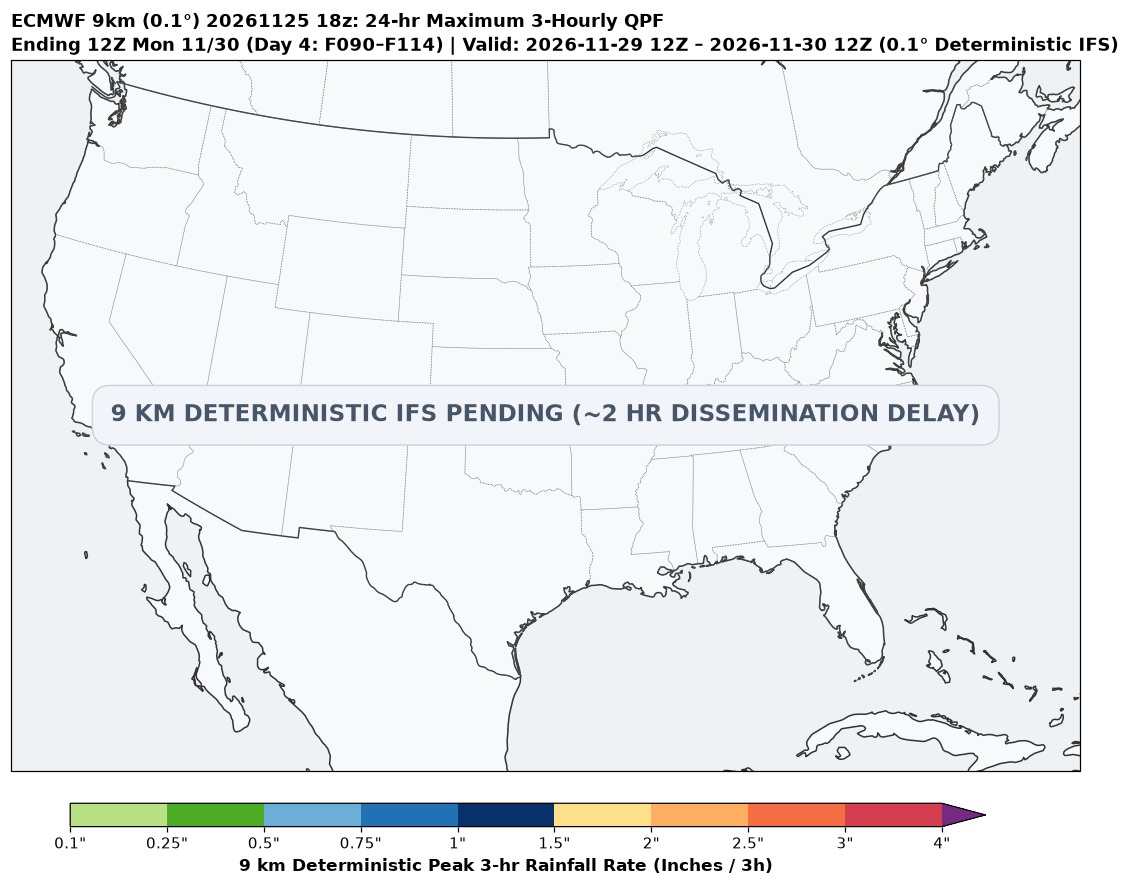 ECMWF 9km (0.1°) 20261125 18z: 24-hr Maximum 3-Hourly QPF
Ending 12Z Mon 11/30 (Day 4: F090–F114) | Valid: 2026-11-29 12Z – 2026-11-30 12Z (0.1° Deterministic IFS)
9 KM DETERMINISTIC IFS PENDING (~2 HR DISSEMINATION DELAY)
0.1" 0.25" 0.5" 0.75" 1" 1.5" 2" 2.5" 3" 4"
9 km Deterministic Peak 3-hr Rainfall Rate (Inches / 3h)